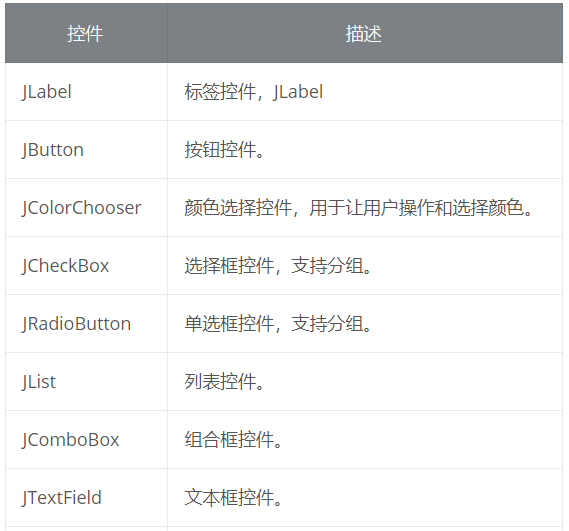 控件 描述
JLabel 标签控件，JLabel
JButton 按钮控件。
JColorChooser 颜色选择控件，用于让用户操作和选择颜色。
JCheckBox 选择框控件，支持分组。
JRadioButton 单选框控件，支持分组。
JList 列表控件。
JComboBox 组合框控件。
JTextField 文本框控件。